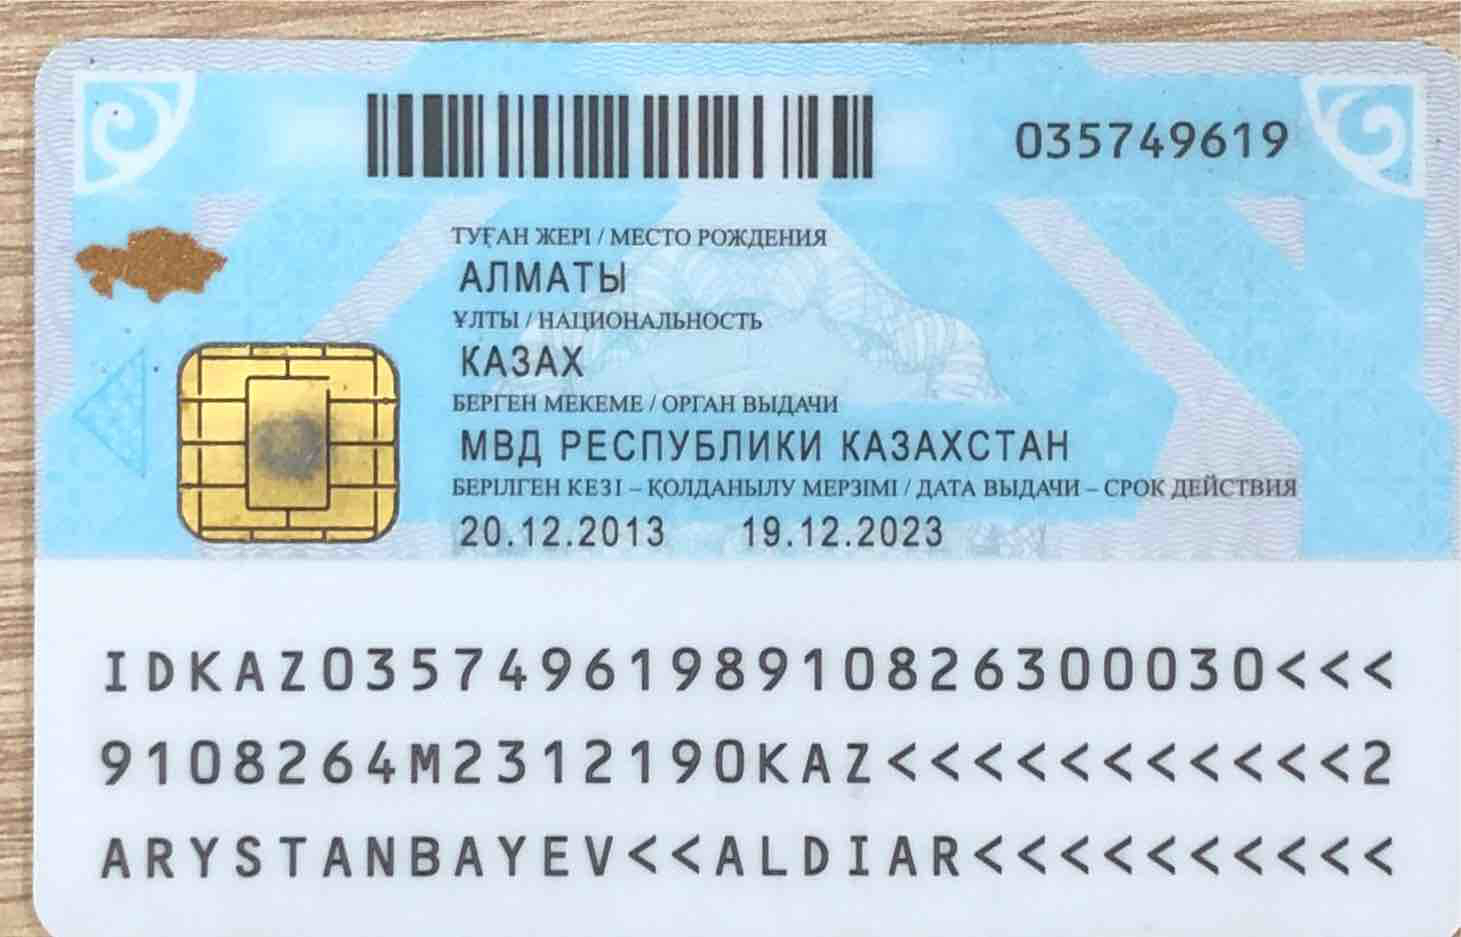 035749619
ТУҒАН ЖЕРІ / МЕСТО РОЖДЕНИЯ
АЛМАТЫ
ҰЛТЫ / НАЦИОНАЛЬНОСТЬ
КАЗАХ
БЕРГЕН МЕКЕМЕ / ОРГАН ВЫДАЧИ
МВД РЕСПУБЛИКИ КАЗАХСТАН
БЕРІЛГЕН КЕЗІ – ҚОЛДАНЫЛУ МЕРЗІМІ / ДАТА ВЫДАЧИ – СРОК ДЕЙСТВИЯ
20.12.2013 19.12.2023
IDKAZ0357496198910826300030<<<
9108264M2312190KAZ<<<<<<<<<<<2
ARYSTANBAYEV<<ALDIAR<<<<<<<<<<